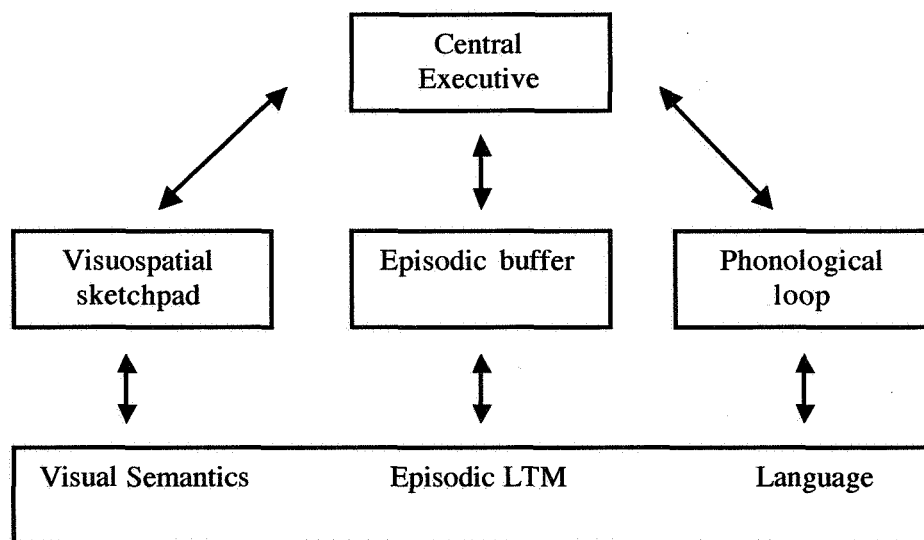 Central
Executive
Visuospatial
sketchpad
Episodic buffer
Phonological
loop
Visual Semantics
Episodic LTM
Language